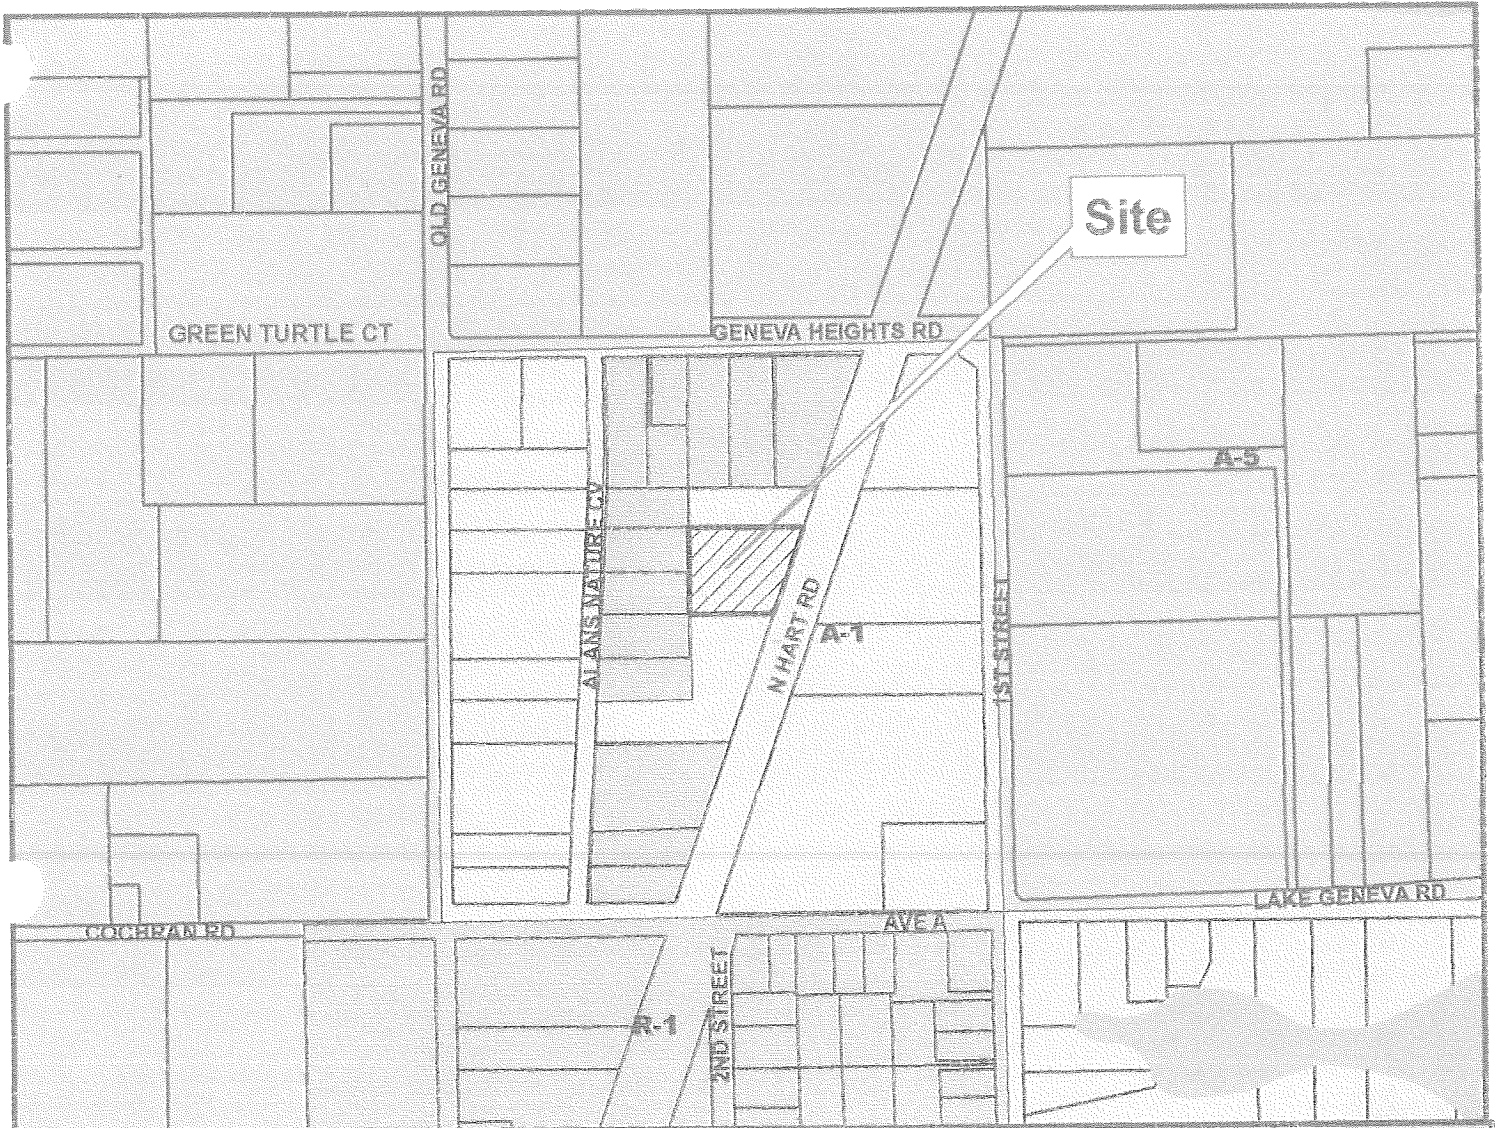 OLD GENEVA RD
Site
GREEN TURTLE CT
GENEVA HEIGHTS RD
A-5
ALANS NATURE CV
N HART RD
A-1
1ST STREET
LAKE GENEVA RD
COCHRAN RD
AVE A
R-1
2ND STREET